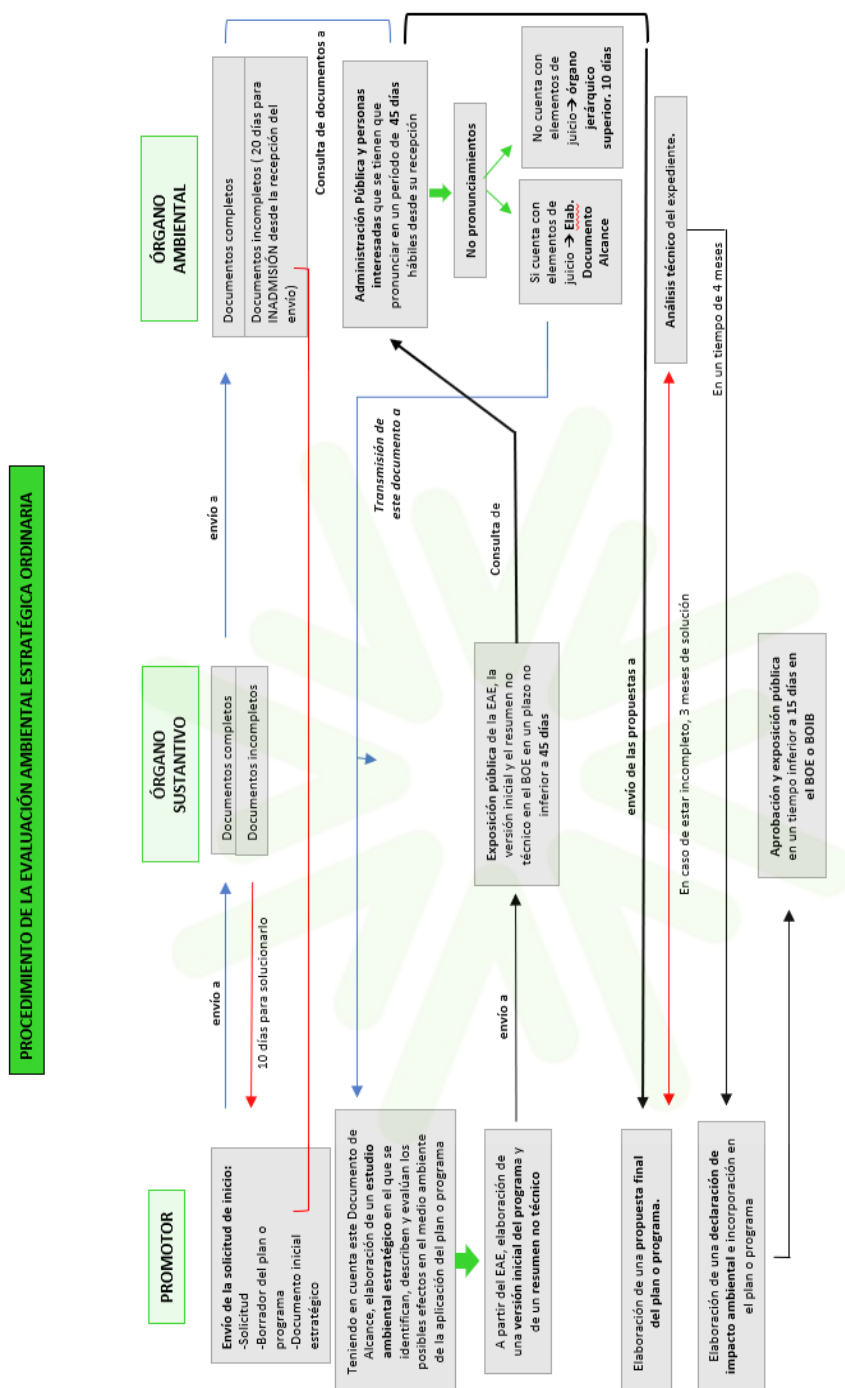 PROCEDIMIENTO DE LA EVALUACIÓN AMBIENTAL ESTRATÉGICA ORDINARIA
PROMOTOR
ÓRGANO
SUSTANTIVO
ÓRGANO
AMBIENTAL
Envío de la solicitud de inicio:
-Solicitud
-Borrador del plan o
programa
-Documento inicial
estratégico
envío a
10 días para solucionarlo
Documentos completos
Documentos incompletos
envío a
Documentos completos
Documentos incompletos ( 20 días para
INADMISIÓN desde la recepción del
envío)
Consulta de documentos a
Administración Pública y personas
interesadas que se tienen que
pronunciar en un período de 45 días
hábiles desde su recepción
No pronunciamientos
Si cuenta con
elementos de
juicio → Elab.
Documento
Alcance
No cuenta con
elementos de
juicio→ órgano
jerárquico
superior. 10 días
Transmisión de
este documento a
Teniendo en cuenta este Documento de
Alcance, elaboración de un estudio
ambiental estratégico en el que se
identifican, describen y evalúan los
posibles efectos en el medio ambiente
de la aplicación del plan o programa
A partir del EAE, elaboración de
una versión inicial del programa y
de un resumen no técnico
envío a
Exposición pública de la EAE, la
versión inicial y el resumen no
técnico en el BOE en un plazo no
inferior a 45 días
Consulta de
envío de las propuestas a
Elaboración de una propuesta final
del plan o programa.
En caso de estar incompleto, 3 meses de solución
Análisis técnico del expediente.
En un tiempo de 4 meses
Elaboración de una declaración de
impacto ambiental e incorporación en
el plan o programa
Aprobación y exposición pública
en un tiempo inferior a 15 días en
el BOE o BOIB